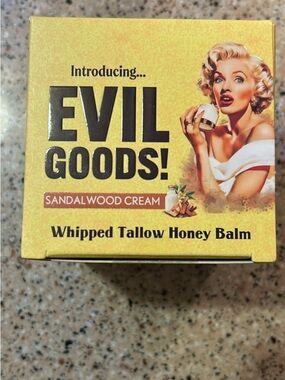 Introducing...
EVIL
GOODS!
SANDALWOOD CREAM
Whipped Tallow Honey Balm